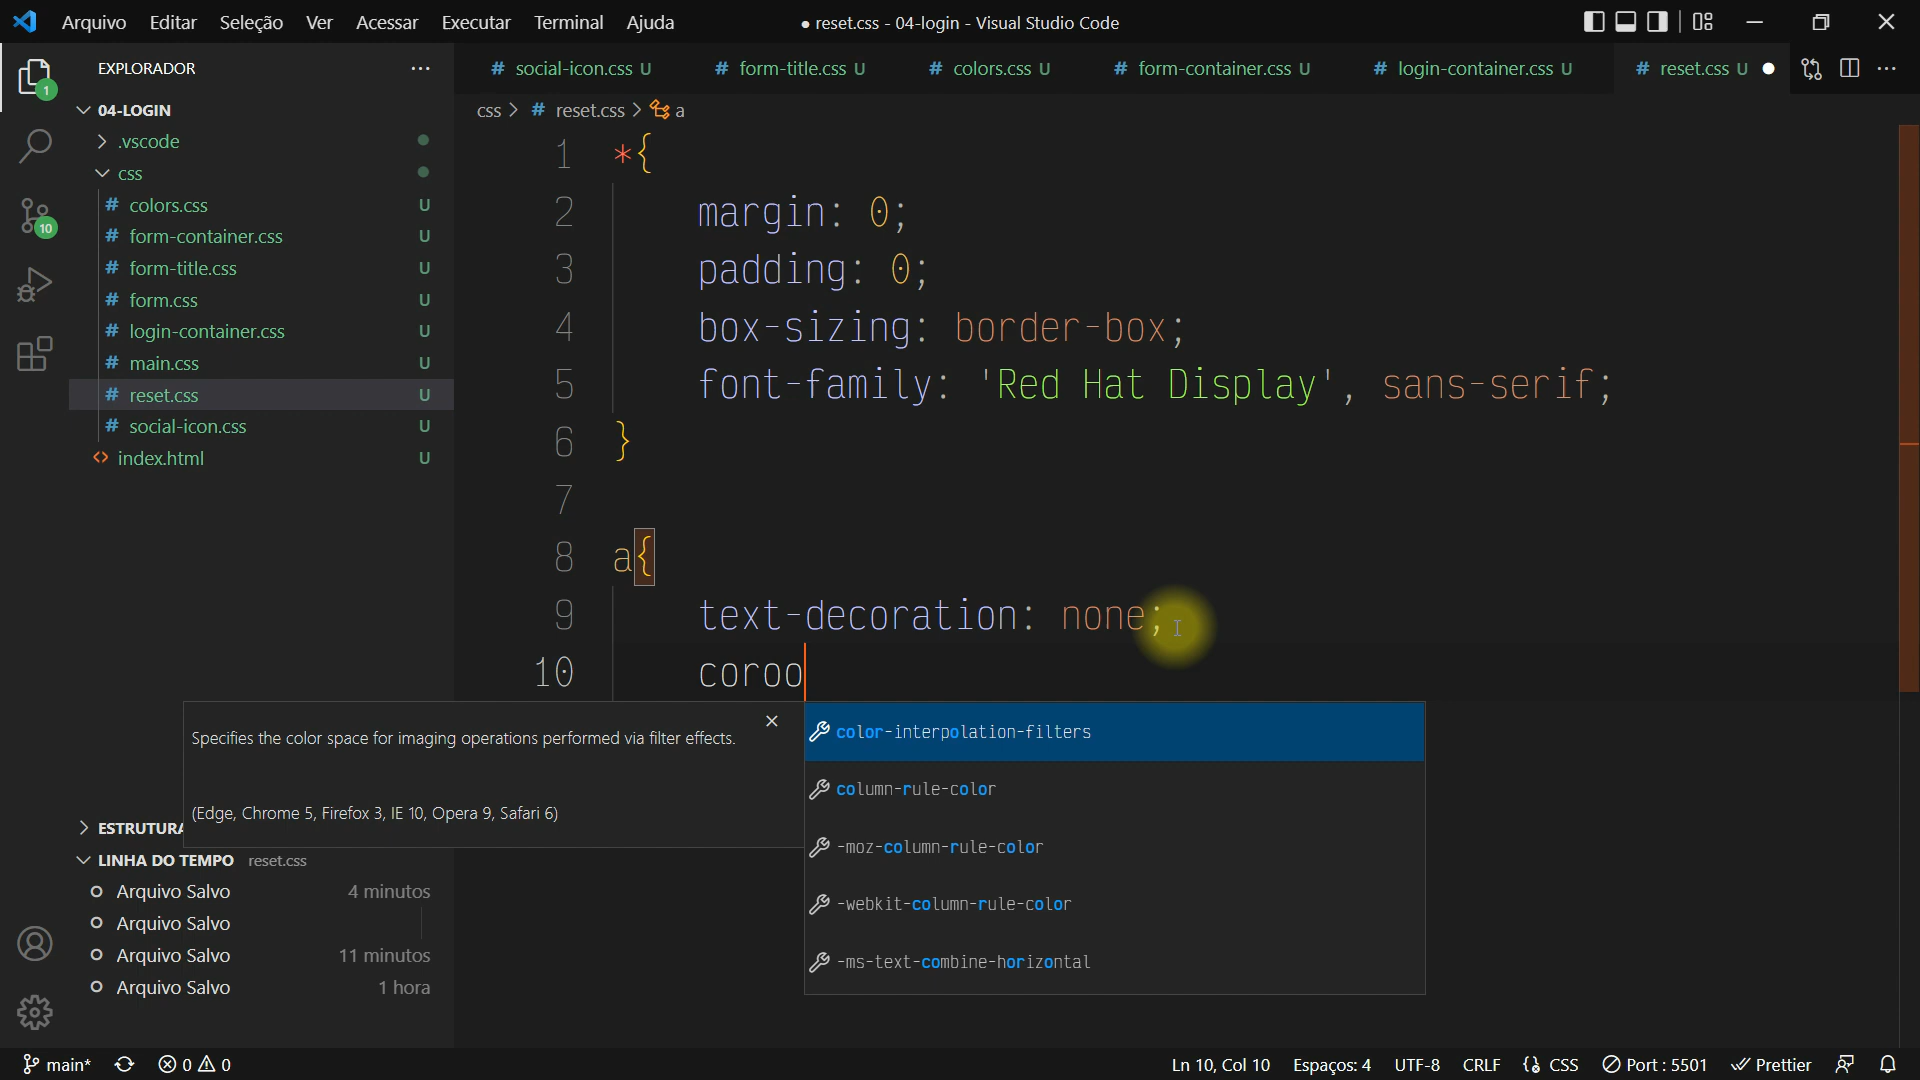 Arquivo Editar Seleção Ver Acessar Executar Terminal Ajuda
● reset.css - 04-login - Visual Studio Code
EXPLORADOR
# social-icon.css U # form-title.css U # colors.css U # form-container.css U # login-container.css U # reset.css U
04-LOGIN
css > # reset.css > a
.vscode
css
# colors.css U
# form-container.css U
# form-title.css U
# form.css U
# login-container.css U
# main.css U
# reset.css U
# social-icon.css U
<> index.html U
1
10
1 *{
2 margin: 0;
3 padding: 0;
4 box-sizing: border-box;
5 font-family: 'Red Hat Display', sans-serif;
6 }
7
8 a{
9 text-decoration: none;
10 coroo
Specifies the color space for imaging operations performed via filter effects.
(Edge, Chrome 5, Firefox 3, IE 10, Opera 9, Safari 6)
color-interpolation-filters
column-rule-color
-moz-column-rule-color
-webkit-column-rule-color
-ms-text-combine-horizontal
ESTRUTURA
LINHA DO TEMPO reset.css
Arquivo Salvo 4 minutos
Arquivo Salvo
Arquivo Salvo 11 minutos
Arquivo Salvo 1 hora
main* 0 0
Ln 10, Col 10 Espaços: 4 UTF-8 CRLF {} CSS Port : 5501 Prettier